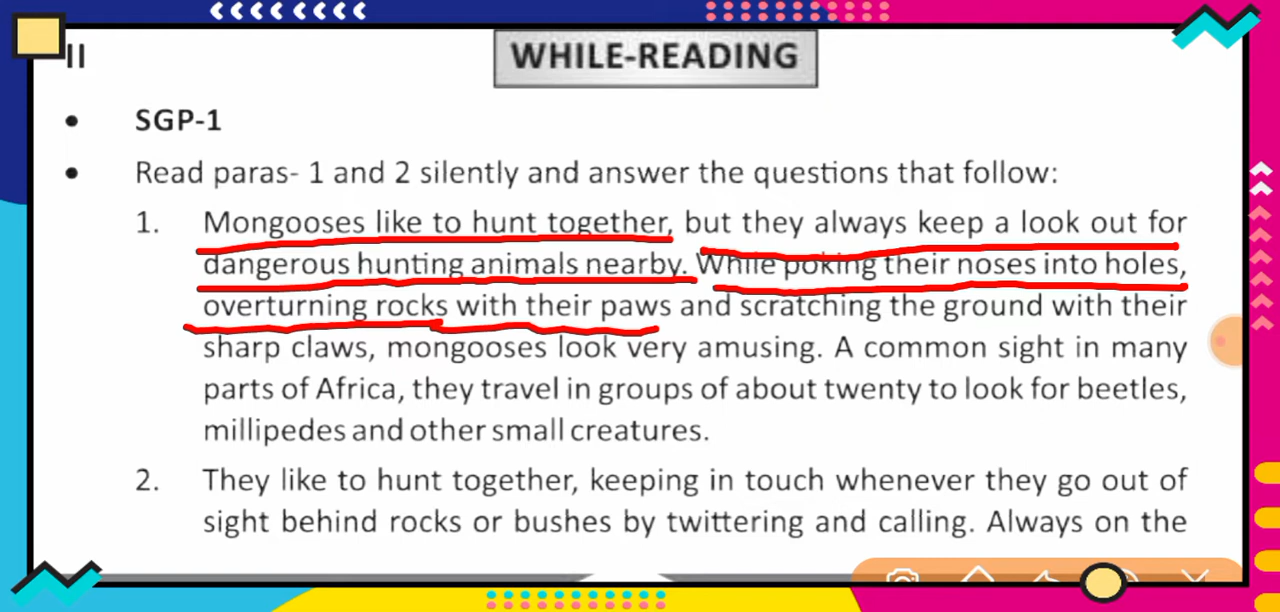 II
WHILE-READING
• SGP-1
• Read paras- 1 and 2 silently and answer the questions that follow:
1. Mongooses like to hunt together, but they always keep a look out for
dangerous hunting animals nearby. While poking their noses into holes,
overturning rocks with their paws and scratching the ground with their
sharp claws, mongooses look very amusing. A common sight in many
parts of Africa, they travel in groups of about twenty to look for beetles,
millipedes and other small creatures.
2. They like to hunt together, keeping in touch whenever they go out of
sight behind rocks or bushes by twittering and calling. Always on the